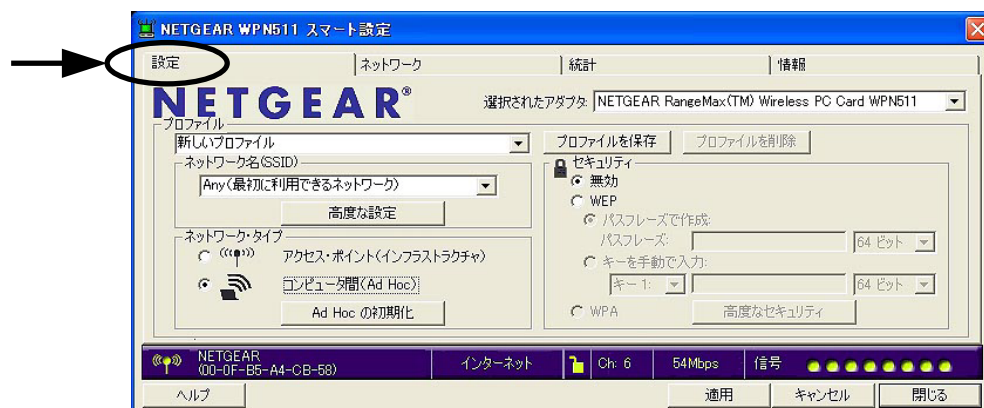 NETGEAR WPN511 スマート設定
設定 ネットワーク 統計 情報
NETGEAR® 選択されたアダプタ: NETGEAR RangeMax(TM) Wireless PC Card WPN511
プロファイル
新しいプロファイル プロファイルを保存 プロファイルを削除
ネットワーク名(SSID)
Any(最初に利用できるネットワーク)
高度な設定
ネットワーク・タイプ
アクセス・ポイント(インフラストラクチャ)
コンピュータ間(Ad Hoc)
Ad Hoc の初期化
セキュリティ
無効
WEP
パスフレーズで作成:
パスフレーズ: 64 ビット
キーを手動で入力:
キー 1: 64 ビット
WPA 高度なセキュリティ
NETGEAR
(00-0F-B5-A4-CB-58) インターネット Ch: 6 54Mbps 信号
ヘルプ 適用 キャンセル 閉じる